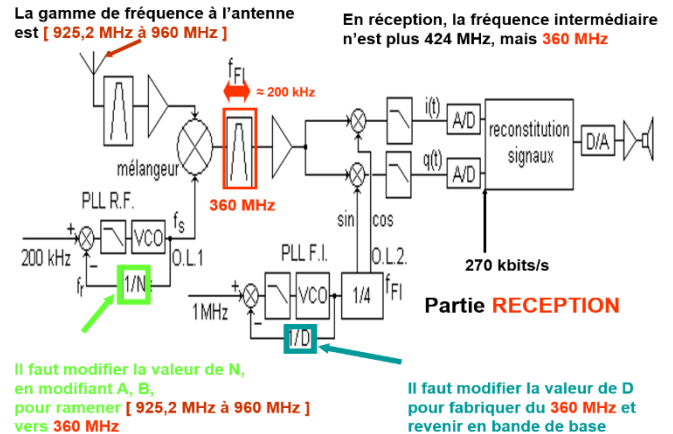 La gamme de fréquence à l'antenne
est [ 925,2 MHz à 960 MHz ]
En réception, la fréquence intermédiaire
n'est plus 424 MHz, mais 360 MHz
f FI
≈ 200 kHz
mélangeur
360 MHz
i(t)
A/D
q(t)
A/D
reconstitution
signaux
D/A
PLL R.F.
fs
+
VCO
200 kHz
−
O.L.1
fr
1/N
sin
cos
PLL F.I.
O.L.2.
270 kbits/s
+
VCO
1/4
f FI
1MHz
−
1/D
Partie RECEPTION
Il faut modifier la valeur de N,
en modifiant A, B,
pour ramener [ 925,2 MHz à 960 MHz ]
vers 360 MHz
Il faut modifier la valeur de D
pour fabriquer du 360 MHz et
revenir en bande de base